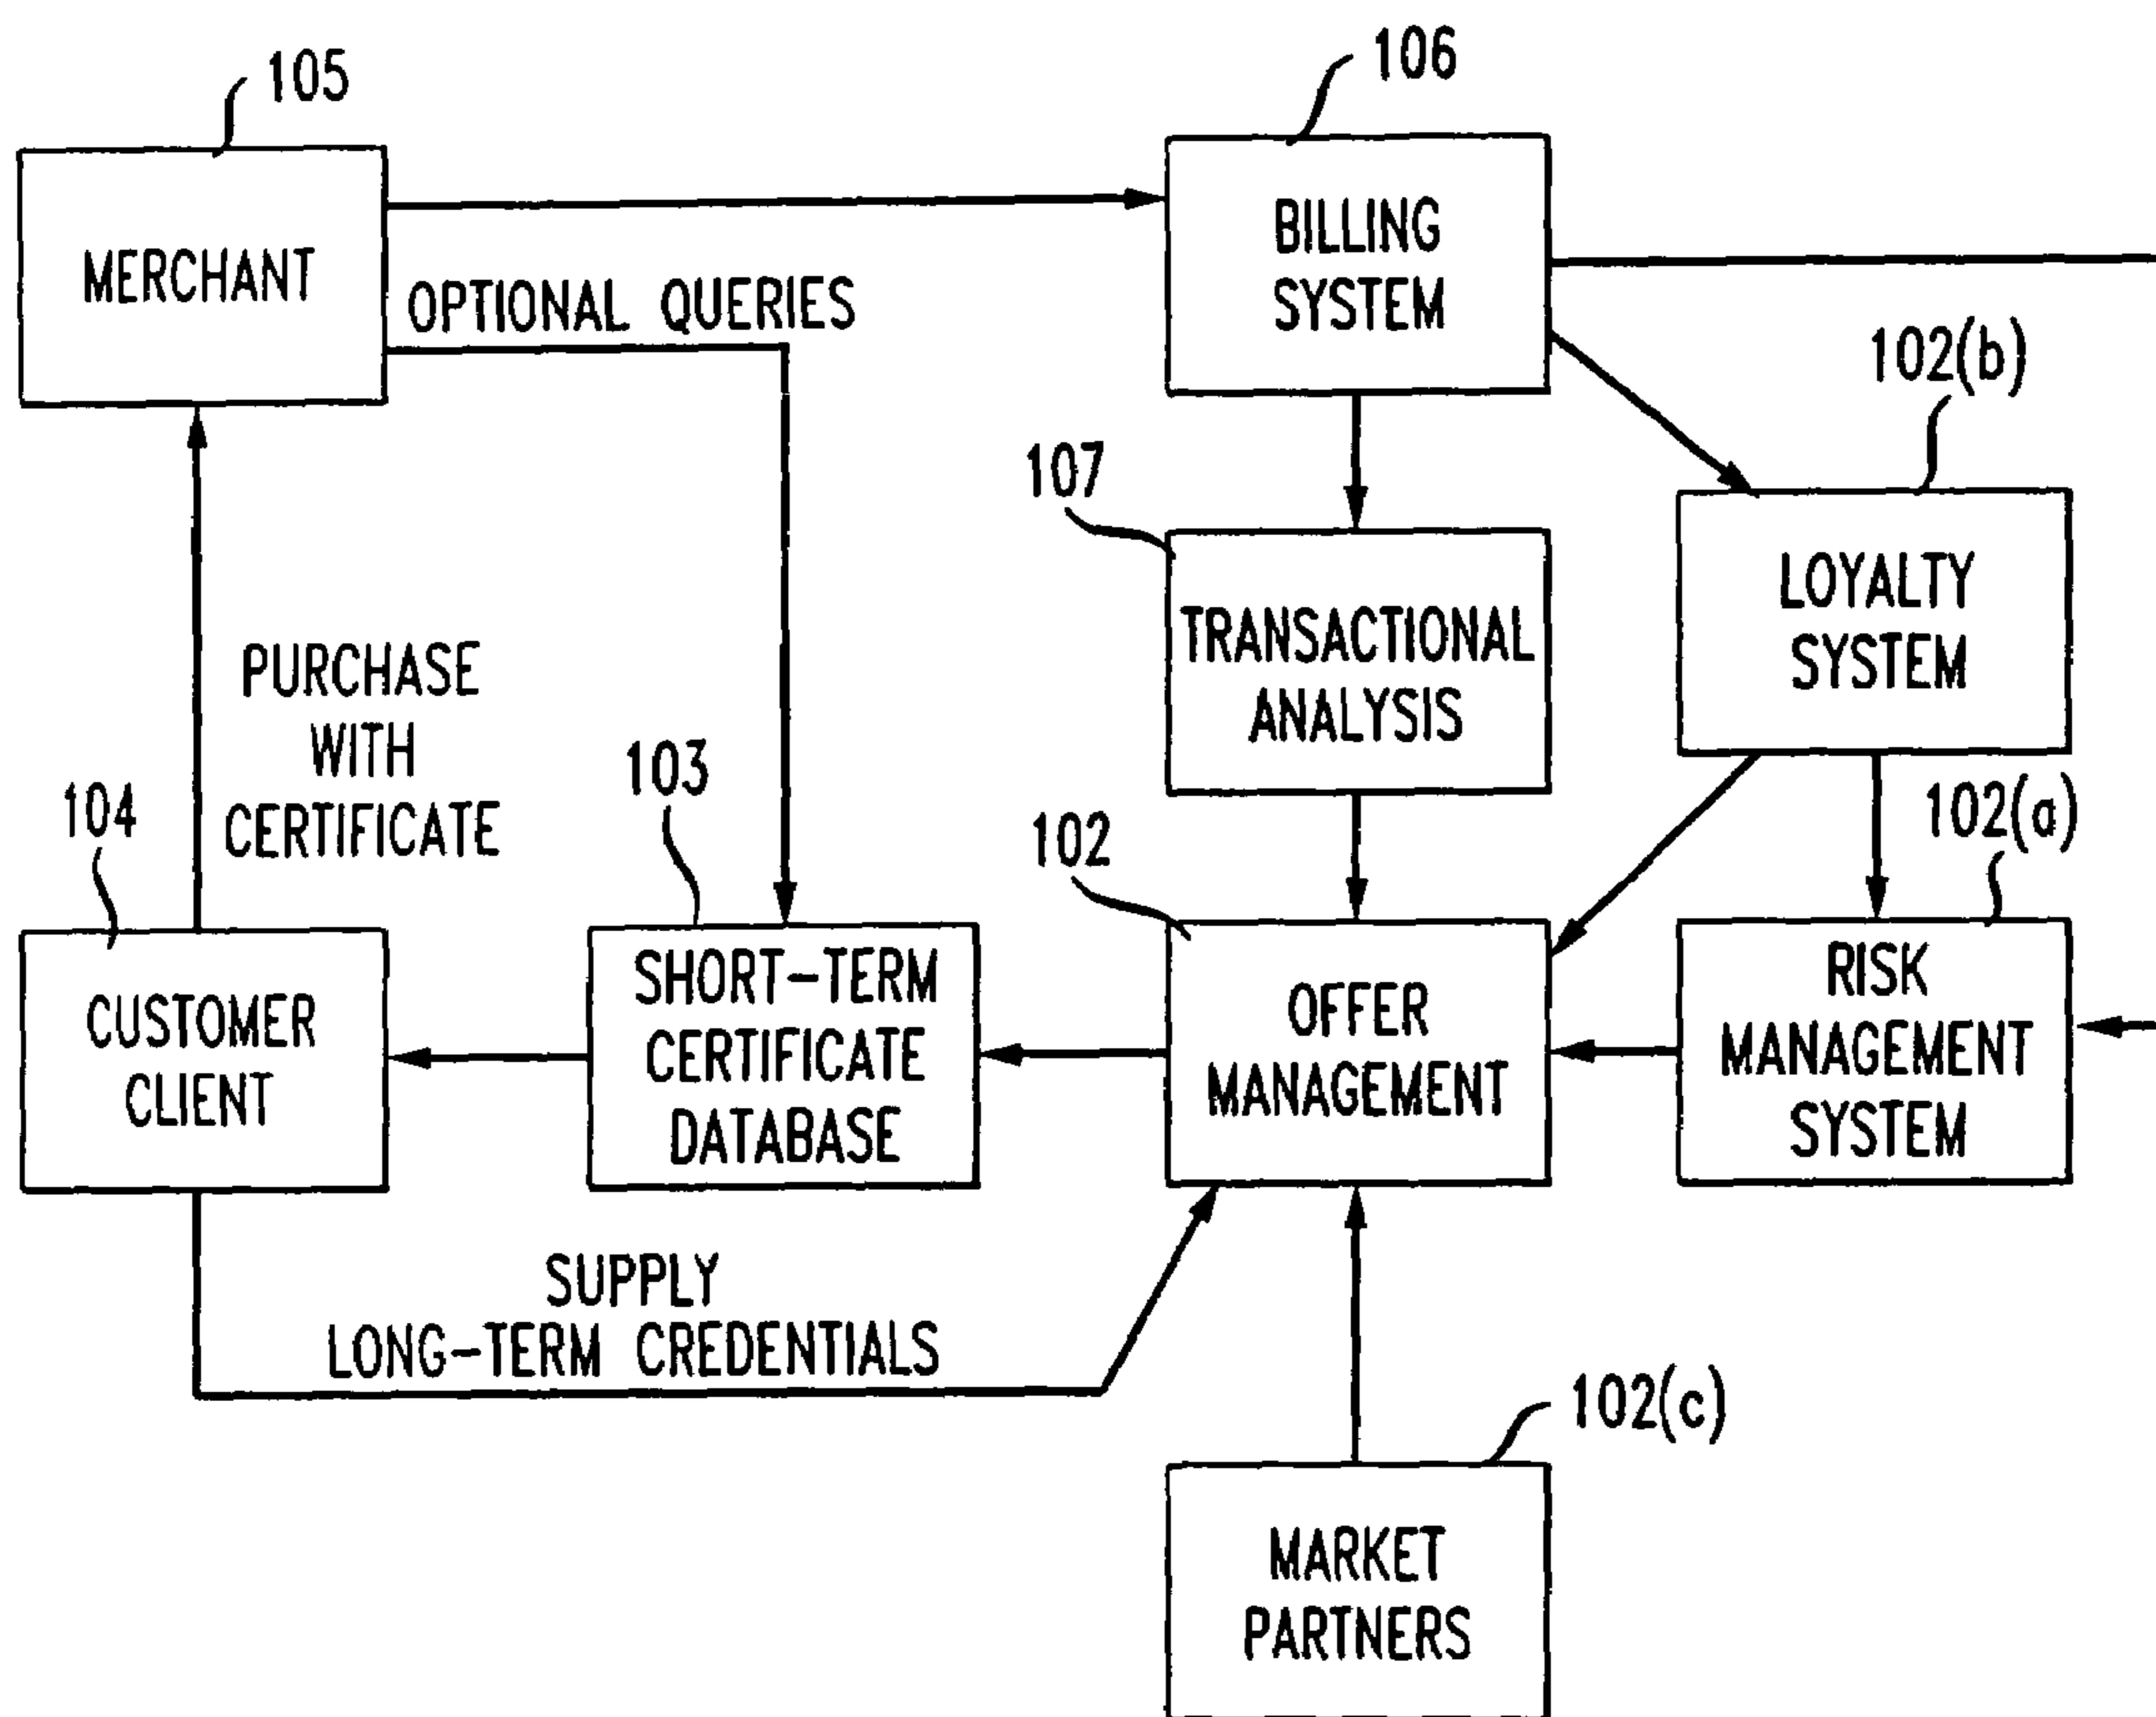 105
106
MERCHANT
BILLING
SYSTEM
OPTIONAL QUERIES
102(b)
107
LOYALTY
SYSTEM
TRANSACTIONAL
ANALYSIS
PURCHASE
WITH
CERTIFICATE
104
103
102
102(a)
CUSTOMER
CLIENT
SHORT-TERM
CERTIFICATE
DATABASE
OFFER
MANAGEMENT
RISK
MANAGEMENT
SYSTEM
SUPPLY
LONG-TERM CREDENTIALS
102(c)
MARKET
PARTNERS